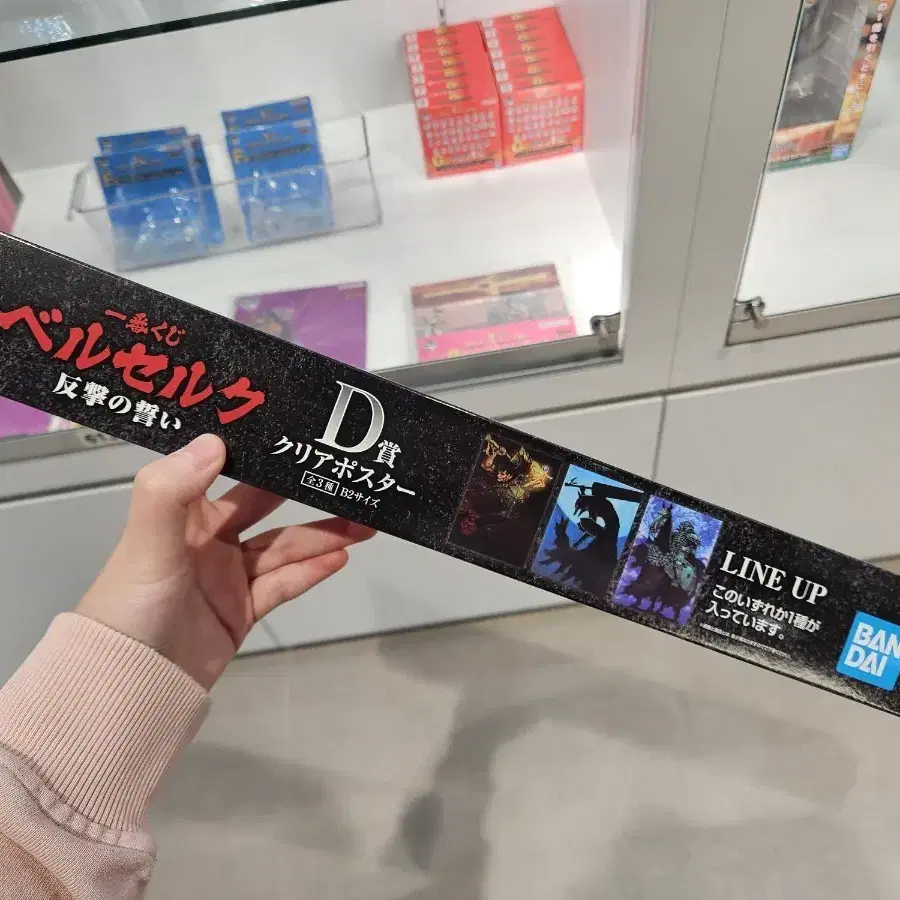 一番くじ
ベルセルク
反撃の誓い
D賞
クリアポスター
全3種 B2サイズ
LINE UP
このいずれか1種が
入っています。
BAN
DAI